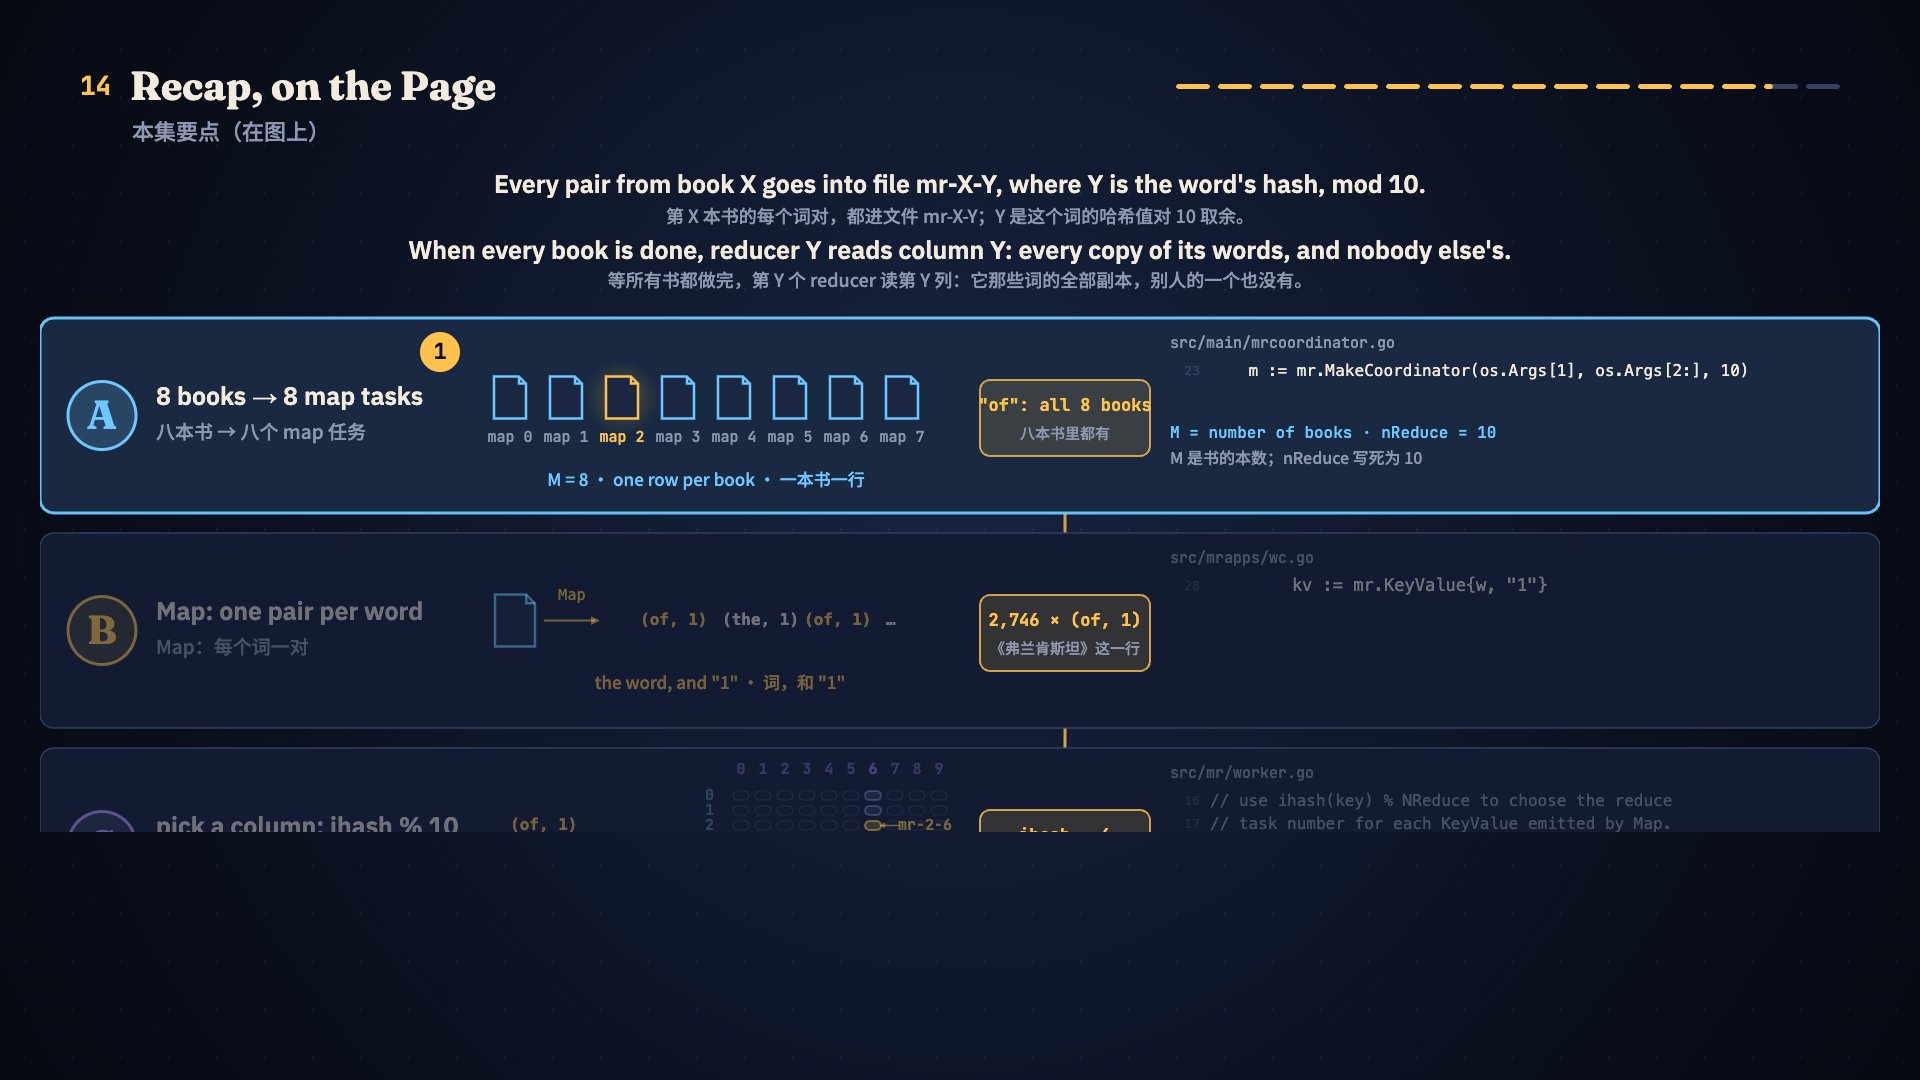 14 Recap, on the Page
本集要点（在图上）
Every pair from book X goes into file mr-X-Y, where Y is the word's hash, mod 10.
第 X 本书的每个词对，都进文件 mr-X-Y；Y 是这个词的哈希值对 10 取余。
When every book is done, reducer Y reads column Y: every copy of its words, and nobody else's.
等所有书都做完，第 Y 个 reducer 读第 Y 列：它那些词的全部副本，别人的一个也没有。
1
A
8 books → 8 map tasks
八本书 → 八个 map 任务
map 0 map 1 map 2 map 3 map 4 map 5 map 6 map 7
M = 8 • one row per book • 一本书一行
"of": all 8 books
八本书里都有
src/main/mrcoordinator.go
23 m := mr.MakeCoordinator(os.Args[1], os.Args[2:], 10)
M = number of books · nReduce = 10
M 是书的本数；nReduce 写死为 10
B
Map: one pair per word
Map：每个词一对
Map
(of, 1) (the, 1) (of, 1) …
the word, and "1" • 词，和 "1"
2,746 × (of, 1)
《弗兰肯斯坦》这一行
src/mrapps/wc.go
28 kv := mr.KeyValue{w, "1"}
pick a column: ihash % 10
(of, 1)
0 1 2 3 4 5 6 7 8 9
0
1
2
mr-2-6
src/mr/worker.go
16 // use ihash(key) % NReduce to choose the reduce
17 // task number for each KeyValue emitted by Map.